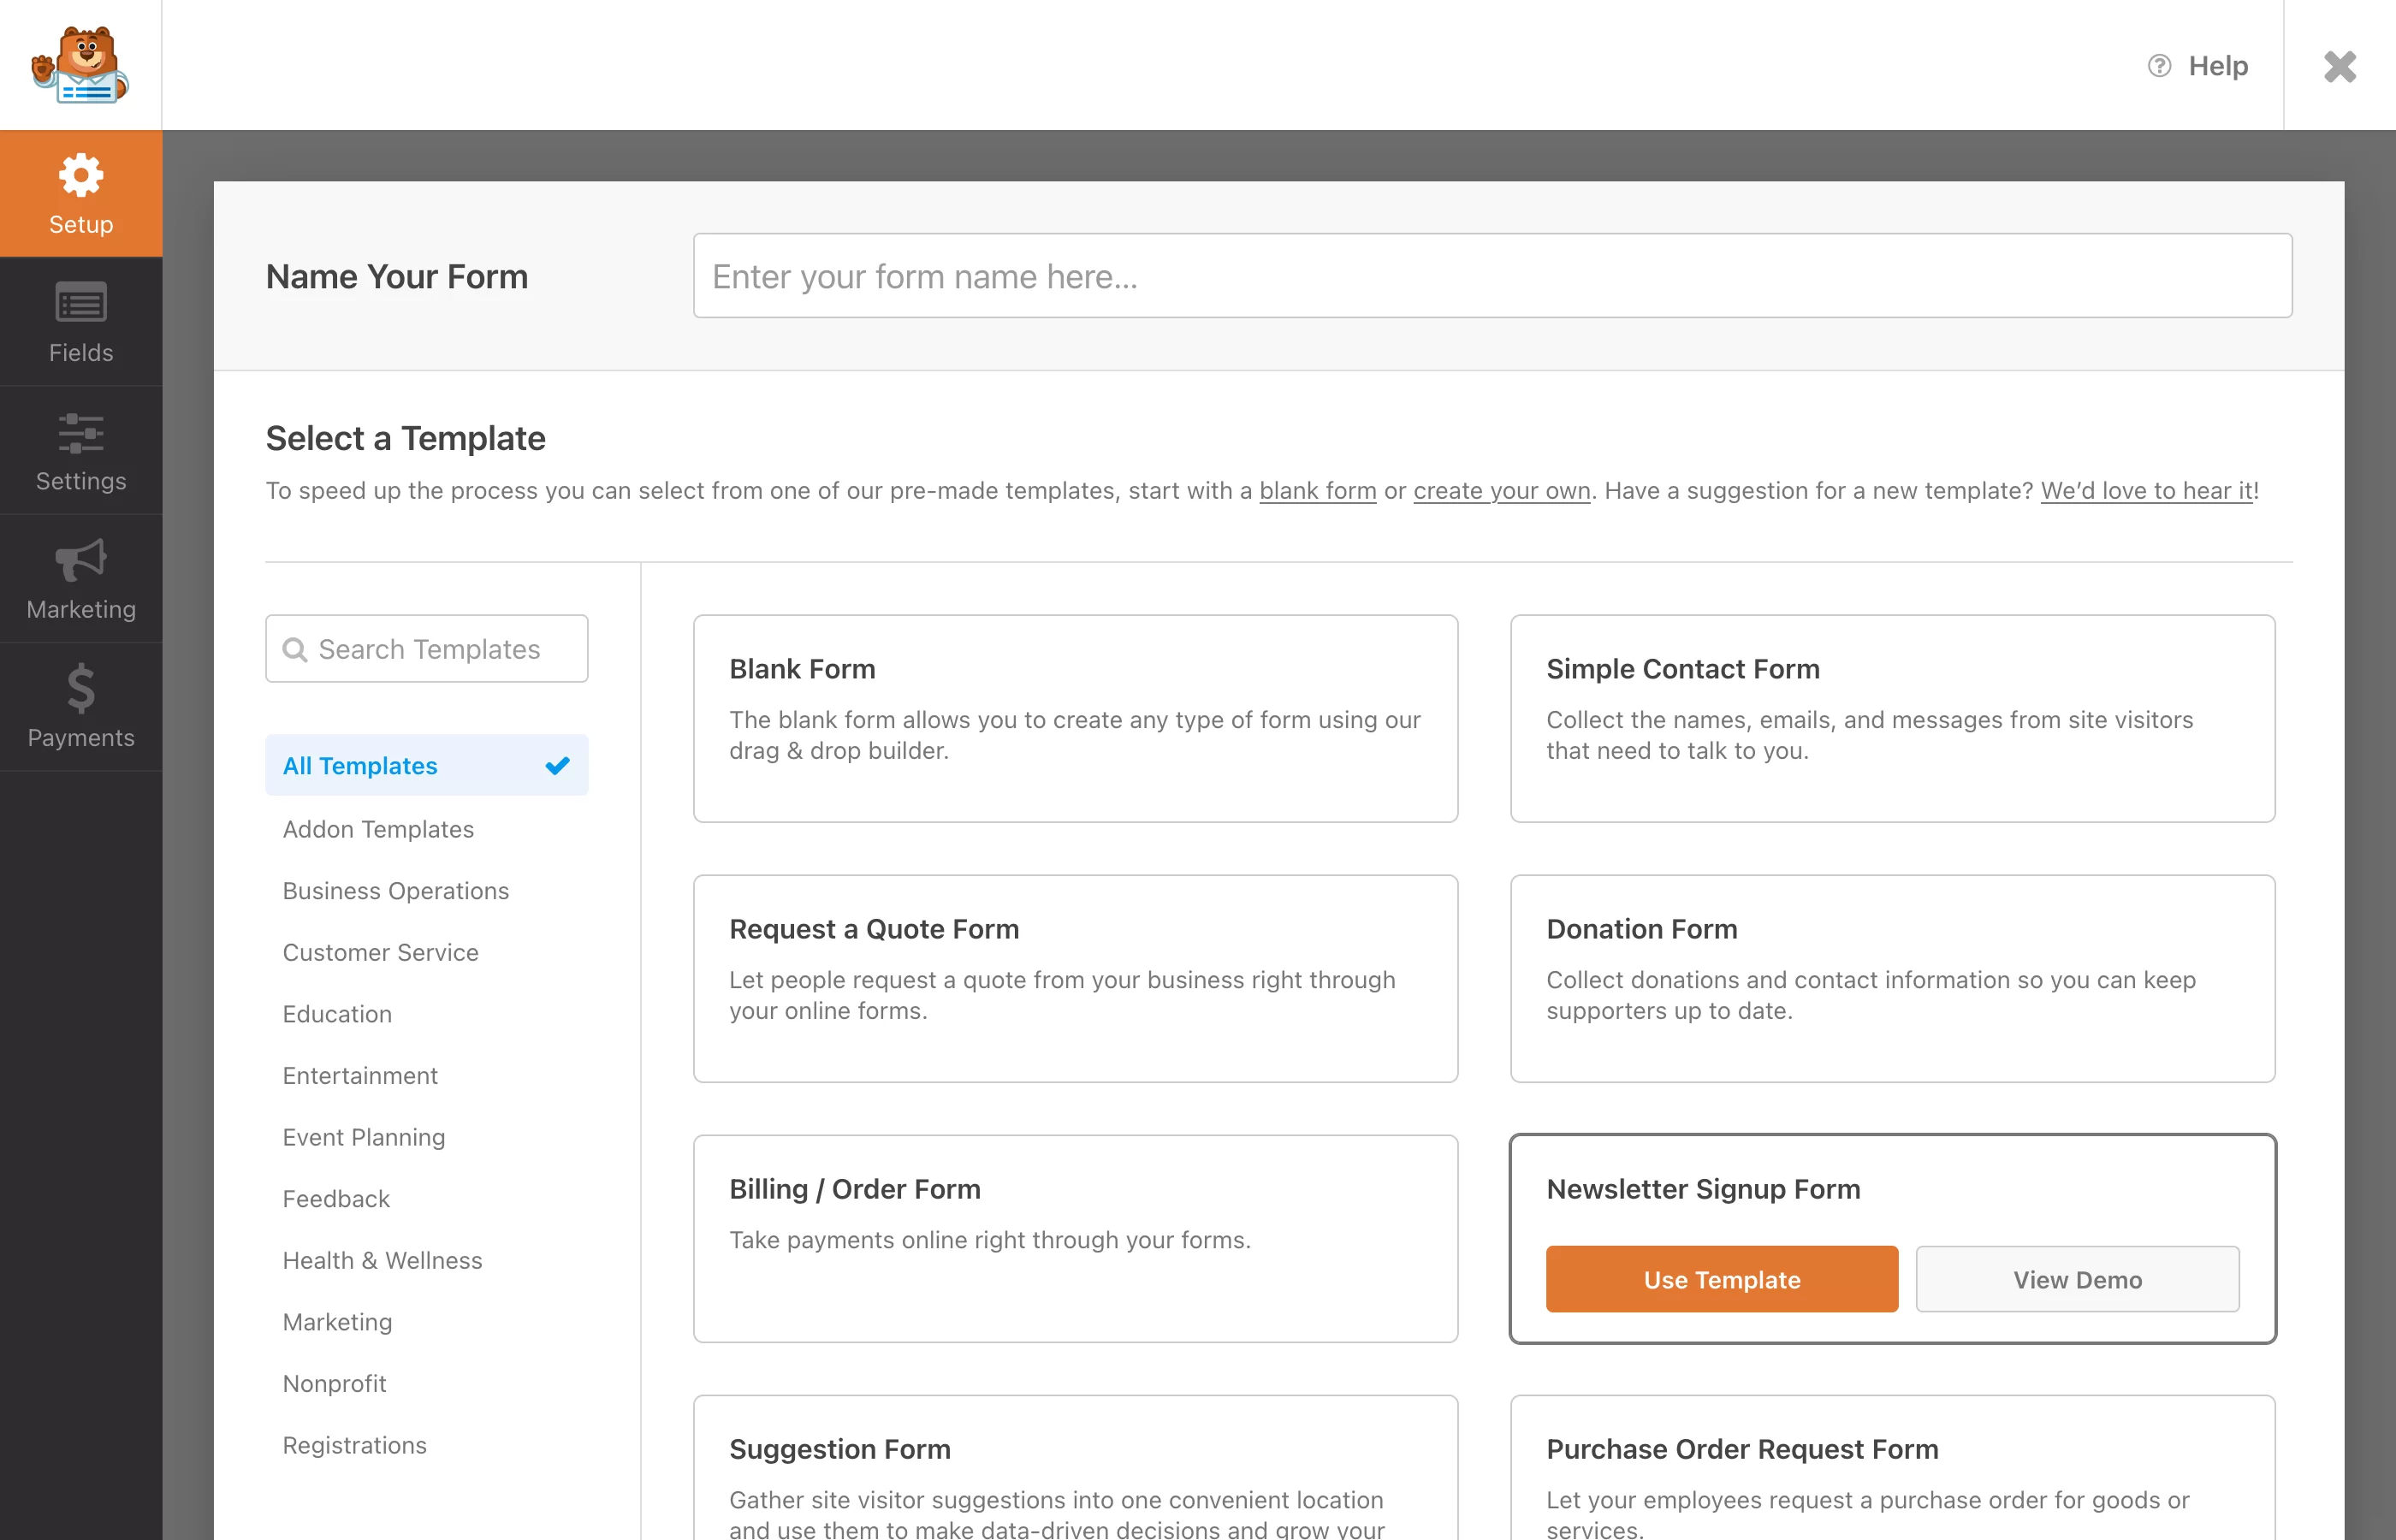 Help
Setup
Fields
Settings
Marketing
Payments
Name Your Form
Enter your form name here...
Select a Template
To speed up the process you can select from one of our pre-made templates, start with a blank form or create your own. Have a suggestion for a new template? We’d love to hear it!
Search Templates
All Templates
Addon Templates
Business Operations
Customer Service
Education
Entertainment
Event Planning
Feedback
Health & Wellness
Marketing
Nonprofit
Registrations
Blank Form
The blank form allows you to create any type of form using our
drag & drop builder.
Simple Contact Form
Collect the names, emails, and messages from site visitors
that need to talk to you.
Request a Quote Form
Let people request a quote from your business right through
your online forms.
Donation Form
Collect donations and contact information so you can keep
supporters up to date.
Billing / Order Form
Take payments online right through your forms.
Newsletter Signup Form
Use Template
View Demo
Suggestion Form
Gather site visitor suggestions into one convenient location
and use them to make data-driven decisions and grow your
Purchase Order Request Form
Let your employees request a purchase order for goods or
services.